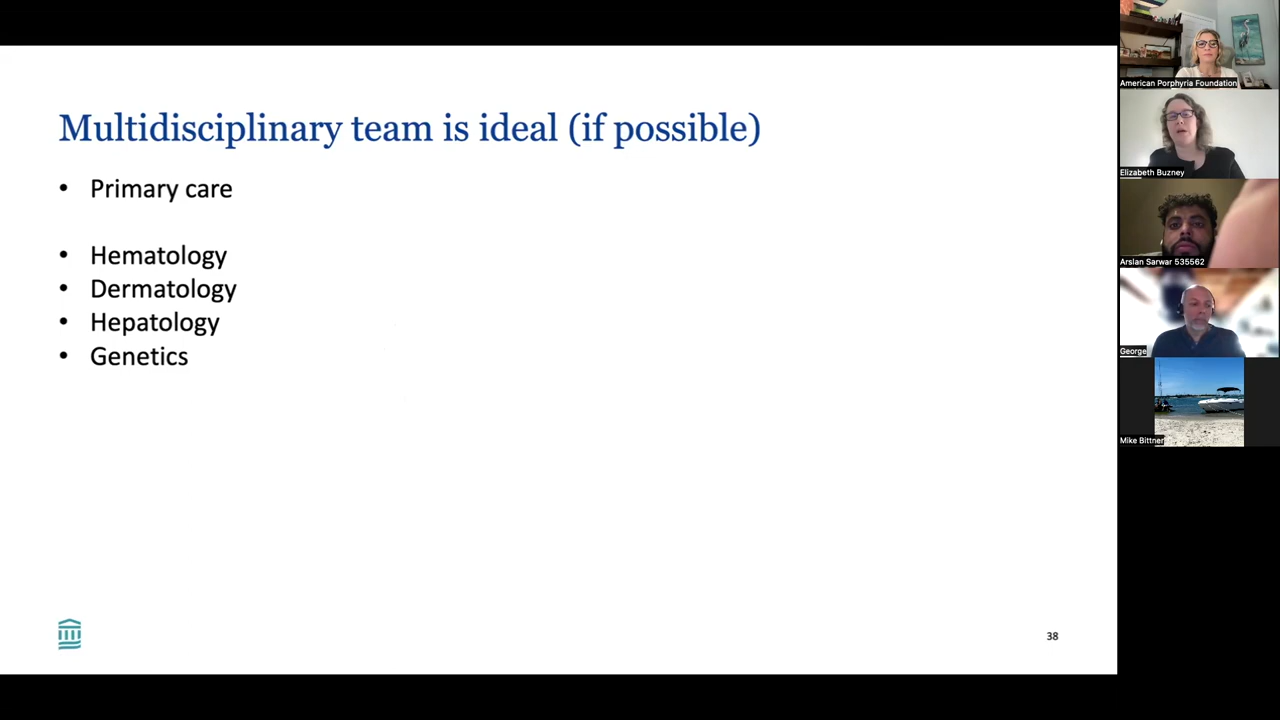 Multidisciplinary team is ideal (if possible)
• Primary care
• Hematology
• Dermatology
• Hepatology
• Genetics
38
American Porphyria Foundation
Elizabeth Buzney
Arslan Sarwar 535562
George
Mike Bittner